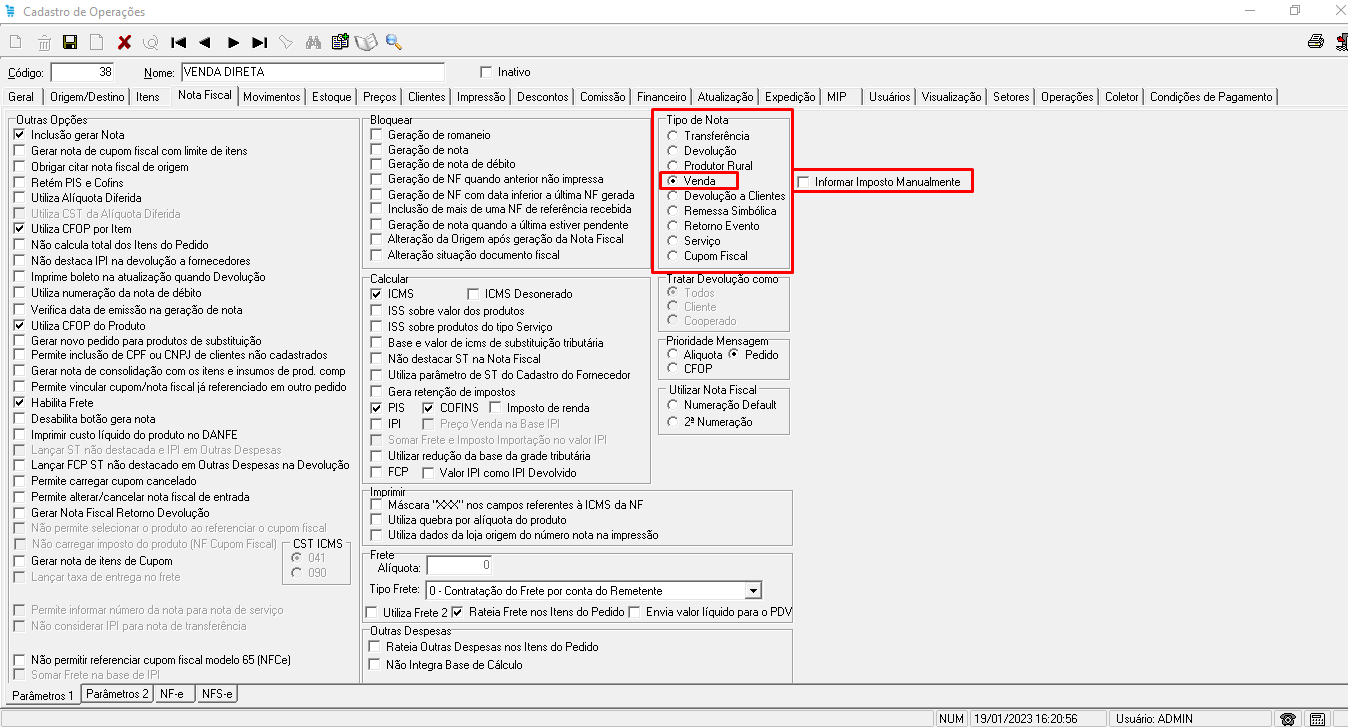 Cadastro de Operações
Código: 38 Nome: VENDA DIRETA Inativo
Geral Origem/Destino Itens Nota Fiscal Movimentos Estoque Preços Clientes Impressão Descontos Comissão Financeiro Atualização Expedição MIP Usuários Visualização Setores Operações Coletor Condições de Pagamento
Outras Opções
Inclusão gerar Nota
Gerar nota de cupom fiscal com limite de itens
Obrigar citar nota fiscal de origem
Retém PIS e Cofins
Utiliza Alíquota Diferida
Utiliza CST da Alíquota Diferida
Utiliza CFOP por Item
Não calcula total dos Itens do Pedido
Não destaca IPI na devolução a fornecedores
Imprime boleto na atualização quando Devolução
Utiliza numeração da nota de débito
Verifica data de emissão na geração de nota
Utiliza CFOP do Produto
Gerar novo pedido para produtos de substituição
Permite inclusão de CPF ou CNPJ de clientes não cadastrados
Gerar nota de consolidação com os itens e insumos de prod. comp
Permite vincular cupom/nota fiscal já referenciado em outro pedido
Habilita Frete
Desabilita botão gera nota
Imprimir custo líquido do produto no DANFE
Lançar ST não destacada e IPI em Outras Despesas
Lançar FCP ST não destacado em Outras Despesas na Devolução
Permite carregar cupom cancelado
Permite alterar/cancelar nota fiscal de entrada
Gerar Nota Fiscal Retorno Devolução
Não permite selecionar o produto ao referenciar o cupom fiscal
Não carregar imposto do produto (NF Cupom Fiscal)
Gerar nota de itens de Cupom
Lançar taxa de entrega no frete
CST ICMS
041
090
Permite informar número da nota para nota de serviço
Não considerar IPI para nota de transferência
Não permitir referenciar cupom fiscal modelo 65 (NFCe)
Somar Frete na base de IPI
Bloquear
Geração de romaneio
Geração de nota
Geração de nota de débito
Geração de NF quando anterior não impressa
Geração de NF com data inferior a última NF gerada
Inclusão de mais de uma NF de referência recebida
Geração de nota quando a última estiver pendente
Alteração da Origem após geração da Nota Fiscal
Alteração situação documento fiscal
Calcular
ICMS ICMS Desonerado
ISS sobre valor dos produtos
ISS sobre produtos do tipo Serviço
Base e valor de icms de substituição tributária
Não destacar ST na Nota Fiscal
Utiliza parâmetro de ST do Cadastro do Fornecedor
Gera retenção de impostos
PIS COFINS Imposto de renda
IPI Preço Venda na Base IPI
Somar Frete e Imposto Importação no valor IPI
Utilizar redução da base da grade tributária
FCP Valor IPI como IPI Devolvido
Imprimir
Máscara "XXX" nos campos referentes à ICMS da NF
Utiliza quebra por alíquota do produto
Utiliza dados da loja origem do número nota na impressão
Frete
Alíquota: 0
Tipo Frete: 0 - Contratação do Frete por conta do Remetente
Utiliza Frete 2 Rateia Frete nos Itens do Pedido Envia valor líquido para o PDV
Outras Despesas
Rateia Outras Despesas nos Itens do Pedido
Não Integra Base de Cálculo
Tipo de Nota
Transferência
Devolução
Produtor Rural
Venda
Devolução a Clientes
Remessa Simbólica
Retorno Evento
Serviço
Cupom Fiscal
Informar Imposto Manualmente
Tratar Devolução como
Todos
Cliente
Cooperado
Prioridade Mensagem
Aliquota Pedido
CFOP
Utilizar Nota Fiscal
Numeração Default
2ª Numeração
Parâmetros 1 Parâmetros 2 NF-e NFS-e
NUM 19/01/2023 16:20:56 Usuário: ADMIN